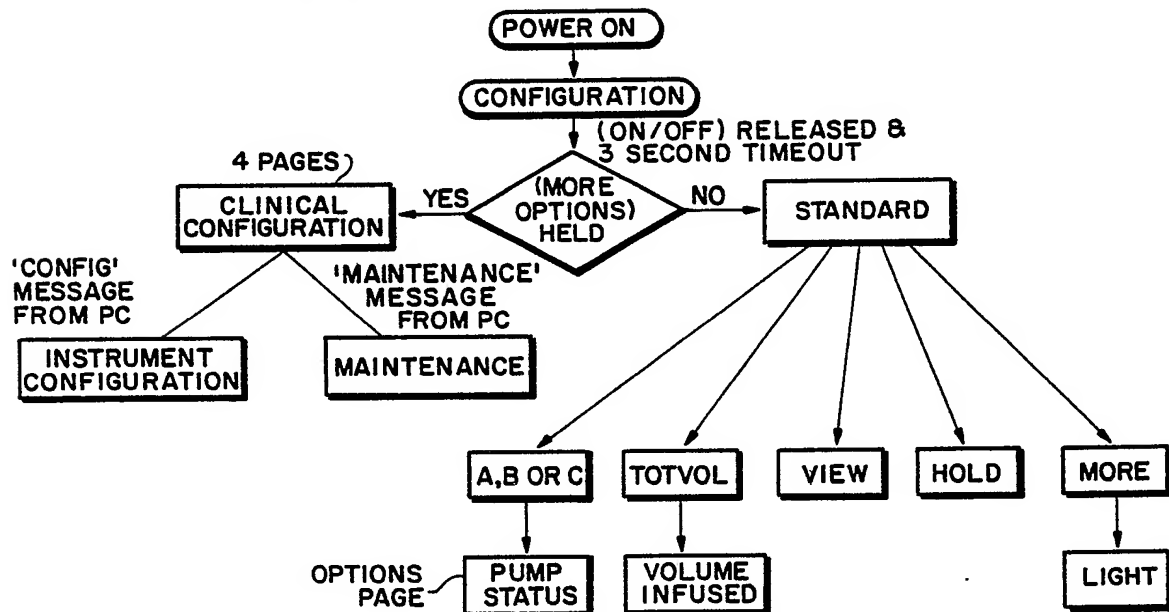 POWER ON
CONFIGURATION
(ON/OFF) RELEASED &
3 SECOND TIMEOUT
4 PAGES
CLINICAL
CONFIGURATION
YES
(MORE
OPTIONS)
HELD
NO
STANDARD
'CONFIG'
MESSAGE
FROM PC
'MAINTENANCE'
MESSAGE
FROM PC
INSTRUMENT
CONFIGURATION
MAINTENANCE
A,B OR C
TOTVOL
VIEW
HOLD
MORE
OPTIONS
PAGE
PUMP
STATUS
VOLUME
INFUSED
LIGHT